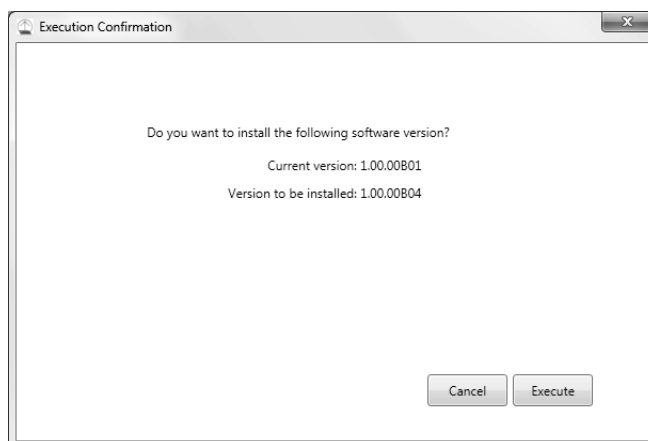 Execution Confirmation
Do you want to install the following software version?
Current version: 1.00.00B01
Version to be installed: 1.00.00B04
Cancel Execute